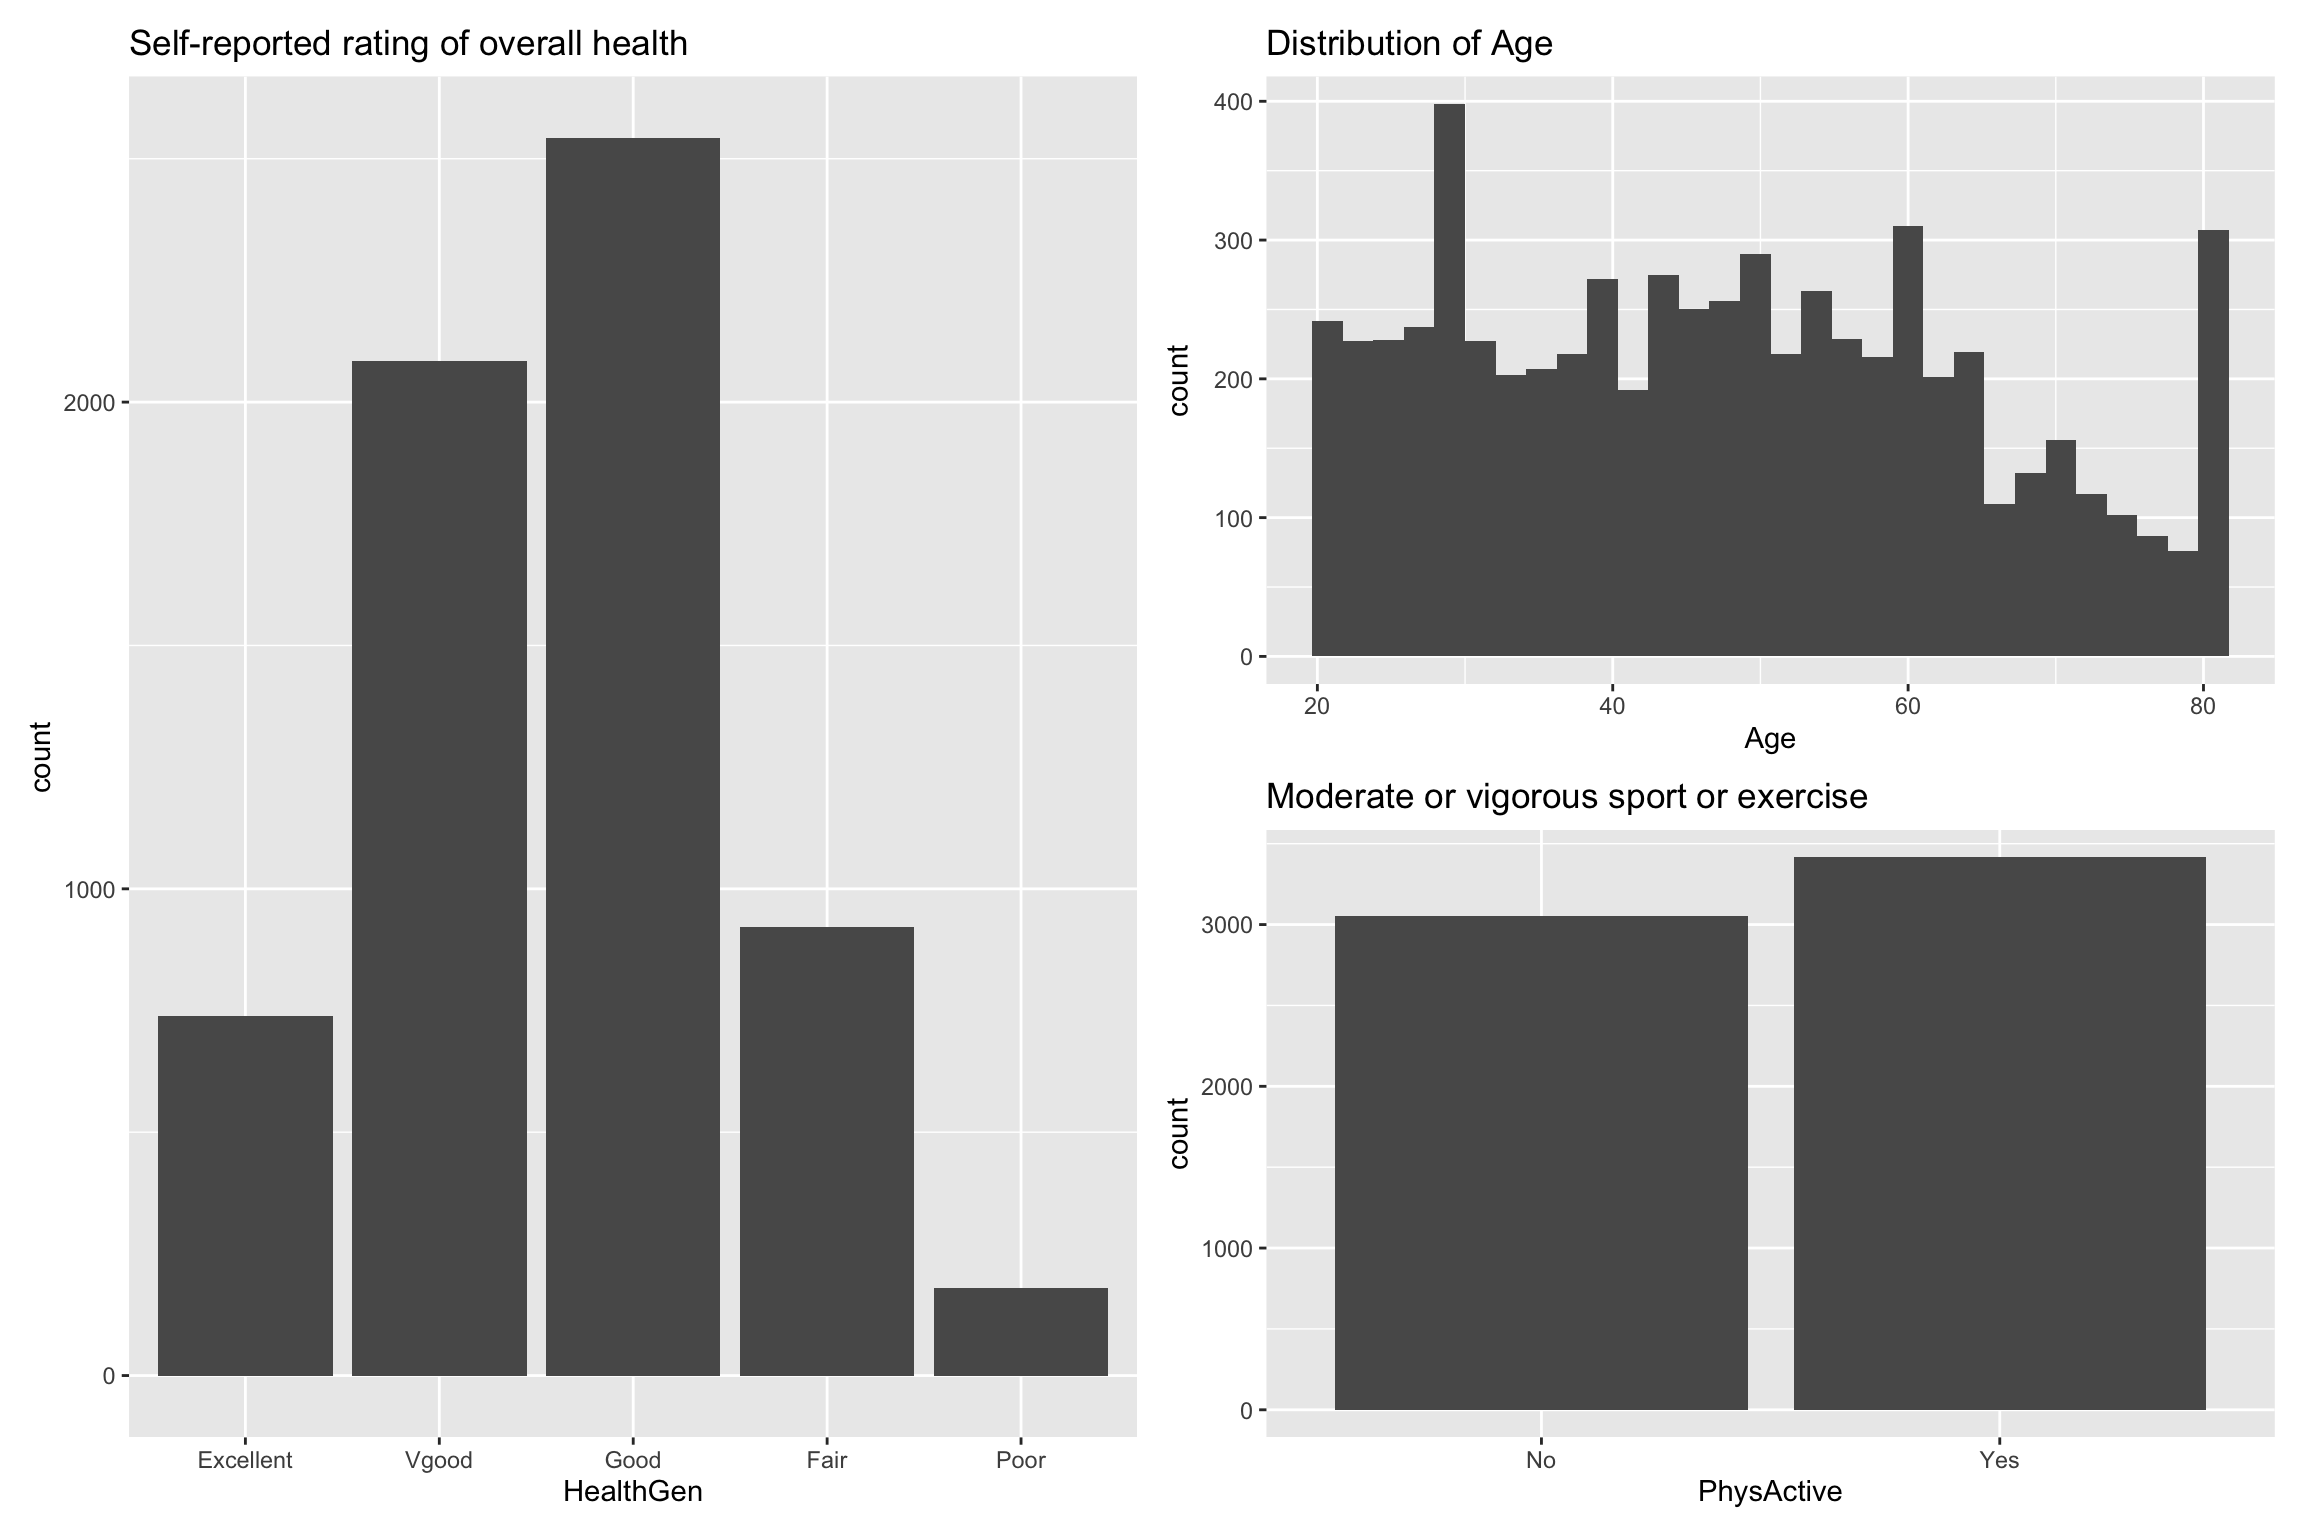 Self-reported rating of overall health
count
2000
1000
0
Excellent Vgood Good Fair Poor
HealthGen
Distribution of Age
count
400
300
200
100
0
20 40 60 80
Age
Moderate or vigorous sport or exercise
count
3000
2000
1000
0
No Yes
PhysActive